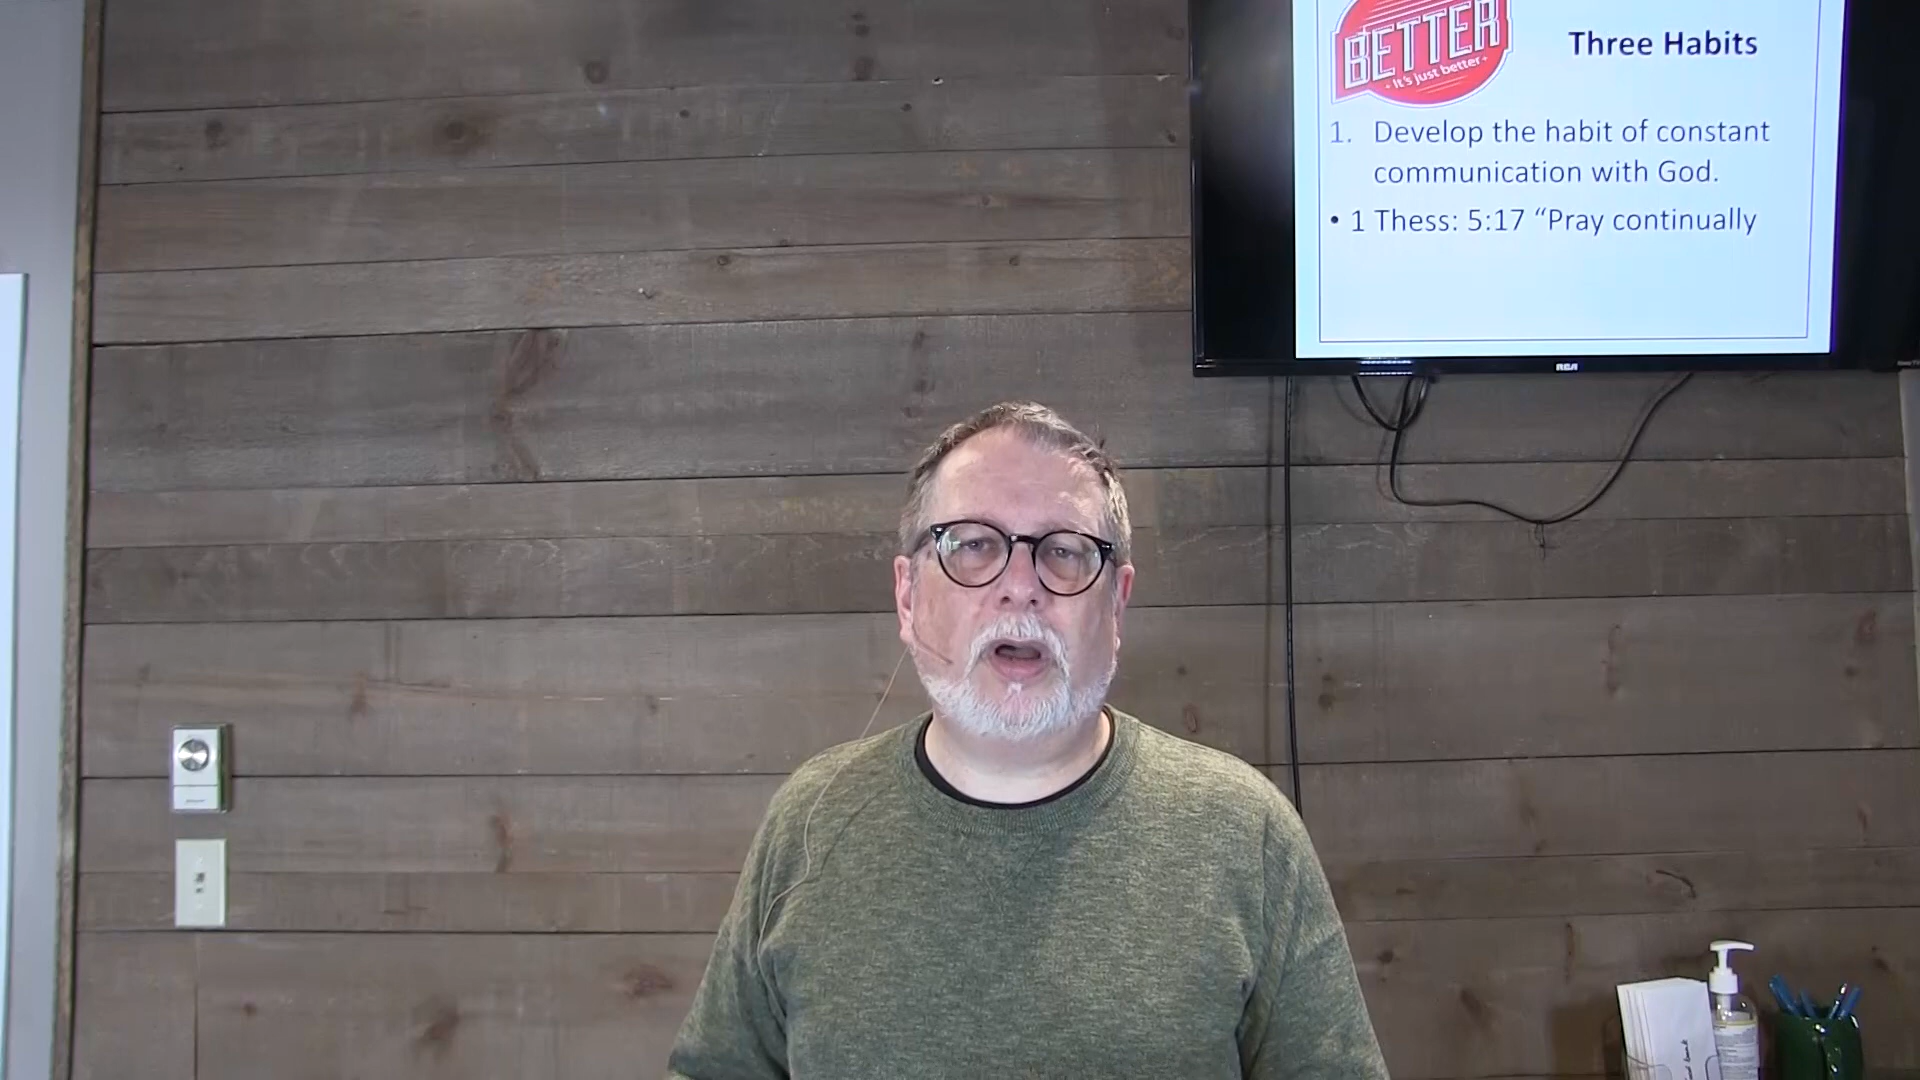 BETTER
• It's just better •
Three Habits
1. Develop the habit of constant
communication with God.
• 1 Thess: 5:17 “Pray continually
RCA